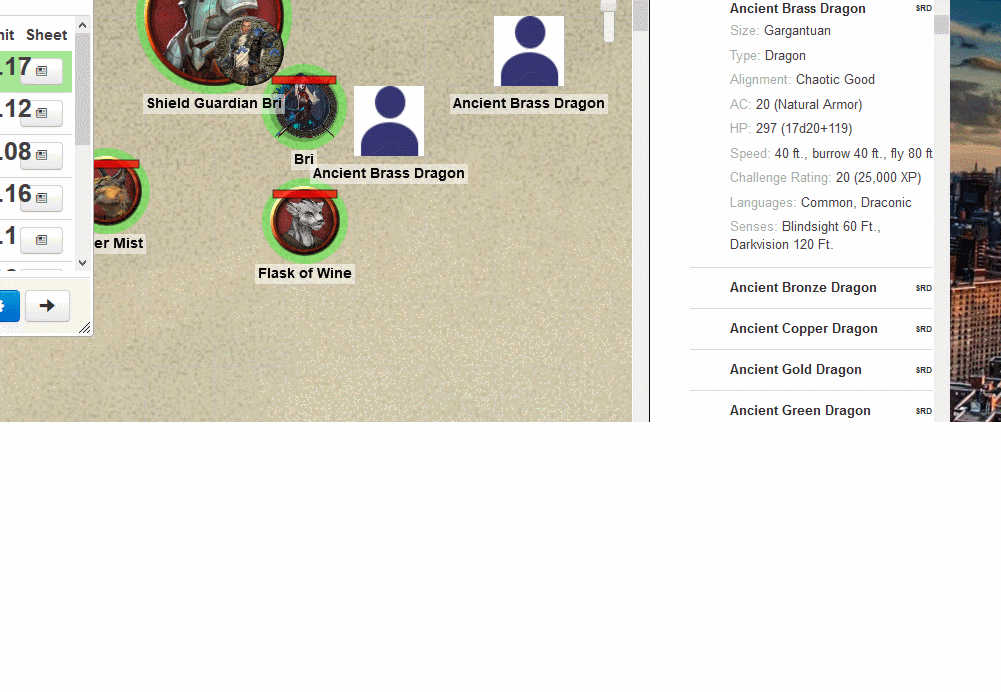 nit Sheet
.17
.12
.08
.16
.1
Shield Guardian Bri
Bri
Ancient Brass Dragon
Ancient Brass Dragon
er Mist
Flask of Wine
Ancient Brass Dragon SRD
Size: Gargantuan
Type: Dragon
Alignment: Chaotic Good
AC: 20 (Natural Armor)
HP: 297 (17d20+119)
Speed: 40 ft., burrow 40 ft., fly 80 ft
Challenge Rating: 20 (25,000 XP)
Languages: Common, Draconic
Senses: Blindsight 60 Ft.,
Darkvision 120 Ft.
Ancient Bronze Dragon SRD
Ancient Copper Dragon SRD
Ancient Gold Dragon SRD
Ancient Green Dragon SRD